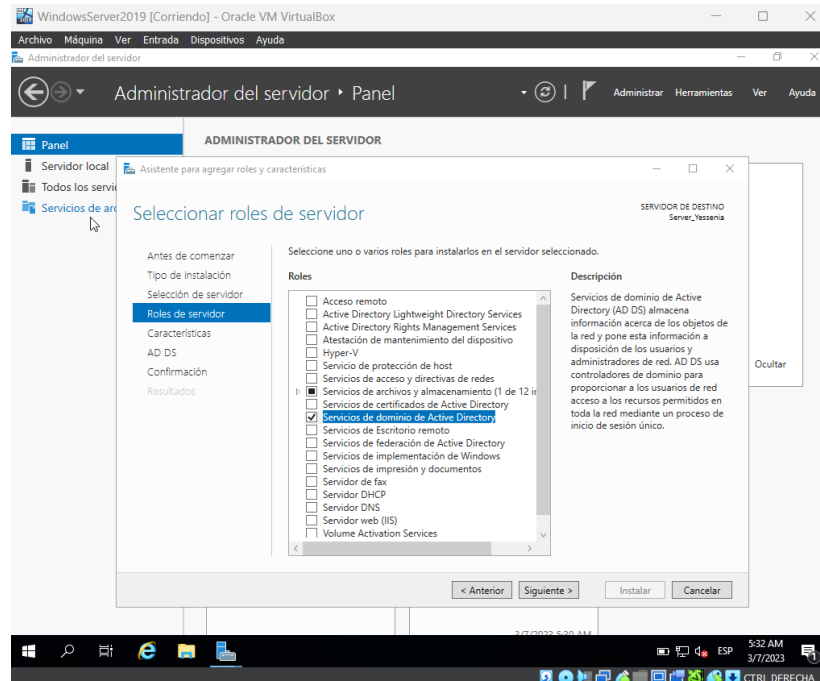 WindowsServer2019 [Corriendo] - Oracle VM VirtualBox
Archivo Máquina Ver Entrada Dispositivos Ayuda
Administrador del servidor
Administrador del servidor • Panel
Administrar Herramientas Ver Ayuda
Panel
Servidor local
Todos los servi
Servicios de arc
ADMINISTRADOR DEL SERVIDOR
Asistente para agregar roles y características
Seleccionar roles de servidor
SERVIDOR DE DESTINO
Server_Yessenia
Antes de comenzar
Tipo de instalación
Selección de servidor
Roles de servidor
Características
AD DS
Confirmación
Resultados
Seleccione uno o varios roles para instalarlos en el servidor seleccionado.
Roles
Acceso remoto
Active Directory Lightweight Directory Services
Active Directory Rights Management Services
Atestación de mantenimiento del dispositivo
Hyper-V
Servicio de protección de host
Servicios de acceso y directivas de redes
Servicios de archivos y almacenamiento (1 de 12 in
Servicios de certificados de Active Directory
Servicios de dominio de Active Directory
Servicios de Escritorio remoto
Servicios de federación de Active Directory
Servicios de implementación de Windows
Servicios de impresión y documentos
Servidor de fax
Servidor DHCP
Servidor DNS
Servidor web (IIS)
Volume Activation Services
Descripción
Servicios de dominio de Active
Directory (AD DS) almacena
información acerca de los objetos de
la red y pone esta información a
disposición de los usuarios y
administradores de red. AD DS usa
controladores de dominio para
proporcionar a los usuarios de red
acceso a los recursos permitidos en
toda la red mediante un proceso de
inicio de sesión único.
Ocultar
< Anterior
Siguiente >
Instalar
Cancelar
3/7/2023 5:30 AM
ESP
5:32 AM
3/7/2023
1
CTRL DERECHA